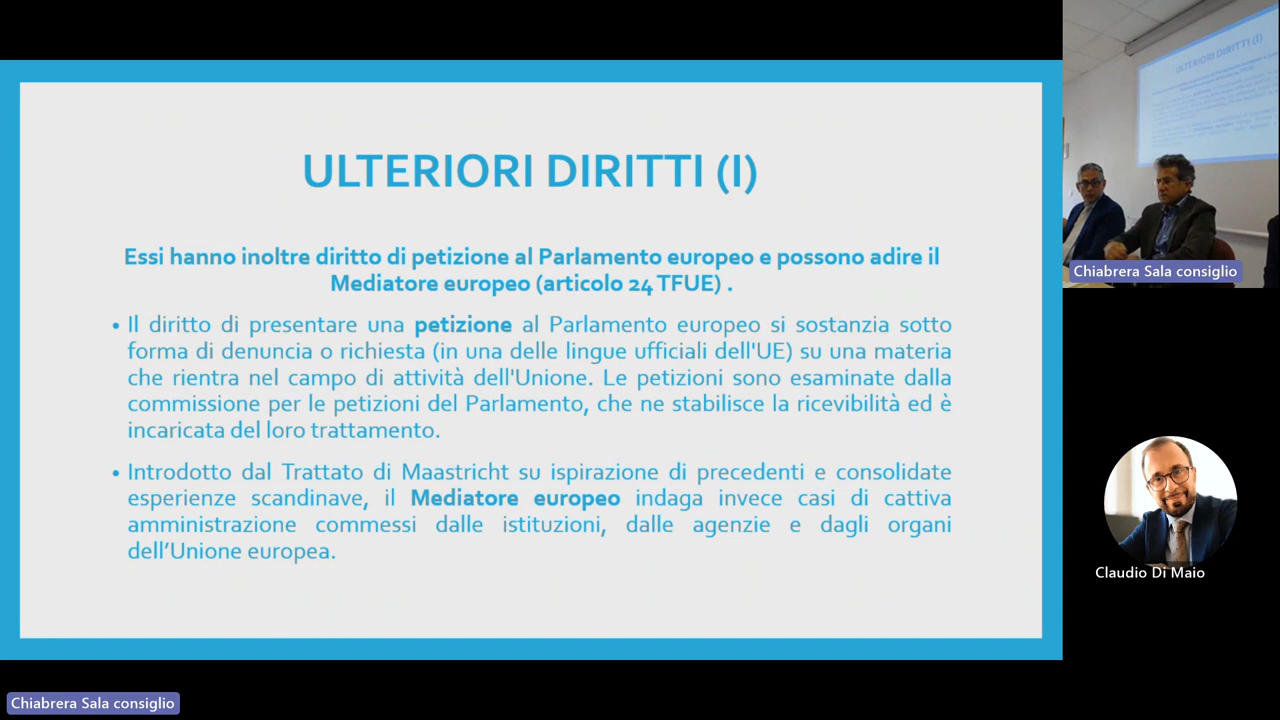 ULTERIORI DIRITTI (I)
Essi hanno inoltre diritto di petizione al Parlamento europeo e possono adire il
Mediatore europeo (articolo 24 TFUE) .
• Il diritto di presentare una petizione al Parlamento europeo si sostanzia sotto
forma di denuncia o richiesta (in una delle lingue ufficiali dell'UE) su una materia
che rientra nel campo di attività dell'Unione. Le petizioni sono esaminate dalla
commissione per le petizioni del Parlamento, che ne stabilisce la ricevibilità ed è
incaricata del loro trattamento.
• Introdotto dal Trattato di Maastricht su ispirazione di precedenti e consolidate
esperienze scandinave, il Mediatore europeo indaga invece casi di cattiva
amministrazione commessi dalle istituzioni, dalle agenzie e dagli organi
dell’Unione europea.
Chiabrera Sala consiglio
ULTERIORI DIRITTI (I)
Chiabrera Sala consiglio
Claudio Di Maio